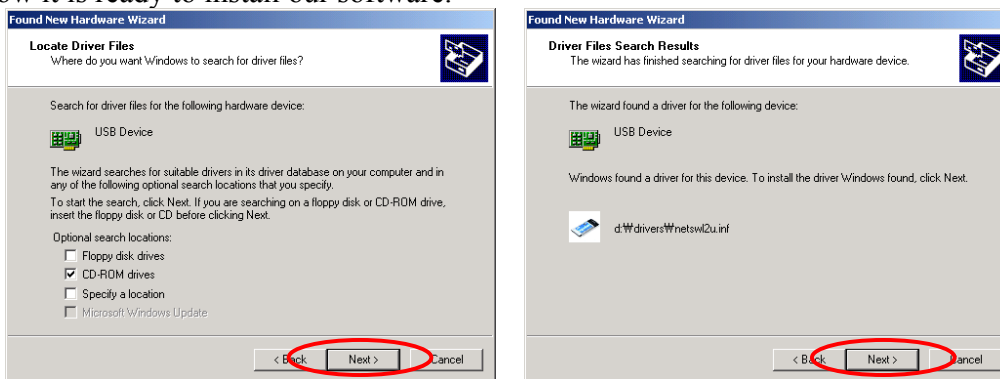 ow it is ready to install our software.
Found New Hardware Wizard
Locate Driver Files
Where do you want Windows to search for driver files?
Search for driver files for the following hardware device:
USB Device
The wizard searches for suitable drivers in its driver database on your computer and in
any of the following optional search locations that you specify.
To start the search, click Next. If you are searching on a floppy disk or CD-ROM drive,
insert the floppy disk or CD before clicking Next.
Optional search locations:
Floppy disk drives
CD-ROM drives
Specify a location
Microsoft Windows Update
< Back Next > Cancel
Found New Hardware Wizard
Driver Files Search Results
The wizard has finished searching for driver files for your hardware device.
The wizard found a driver for the following device:
USB Device
Windows found a driver for this device. To install the driver Windows found, click Next.
d:₩drivers₩netswl2u.inf
< Back Next > Cancel